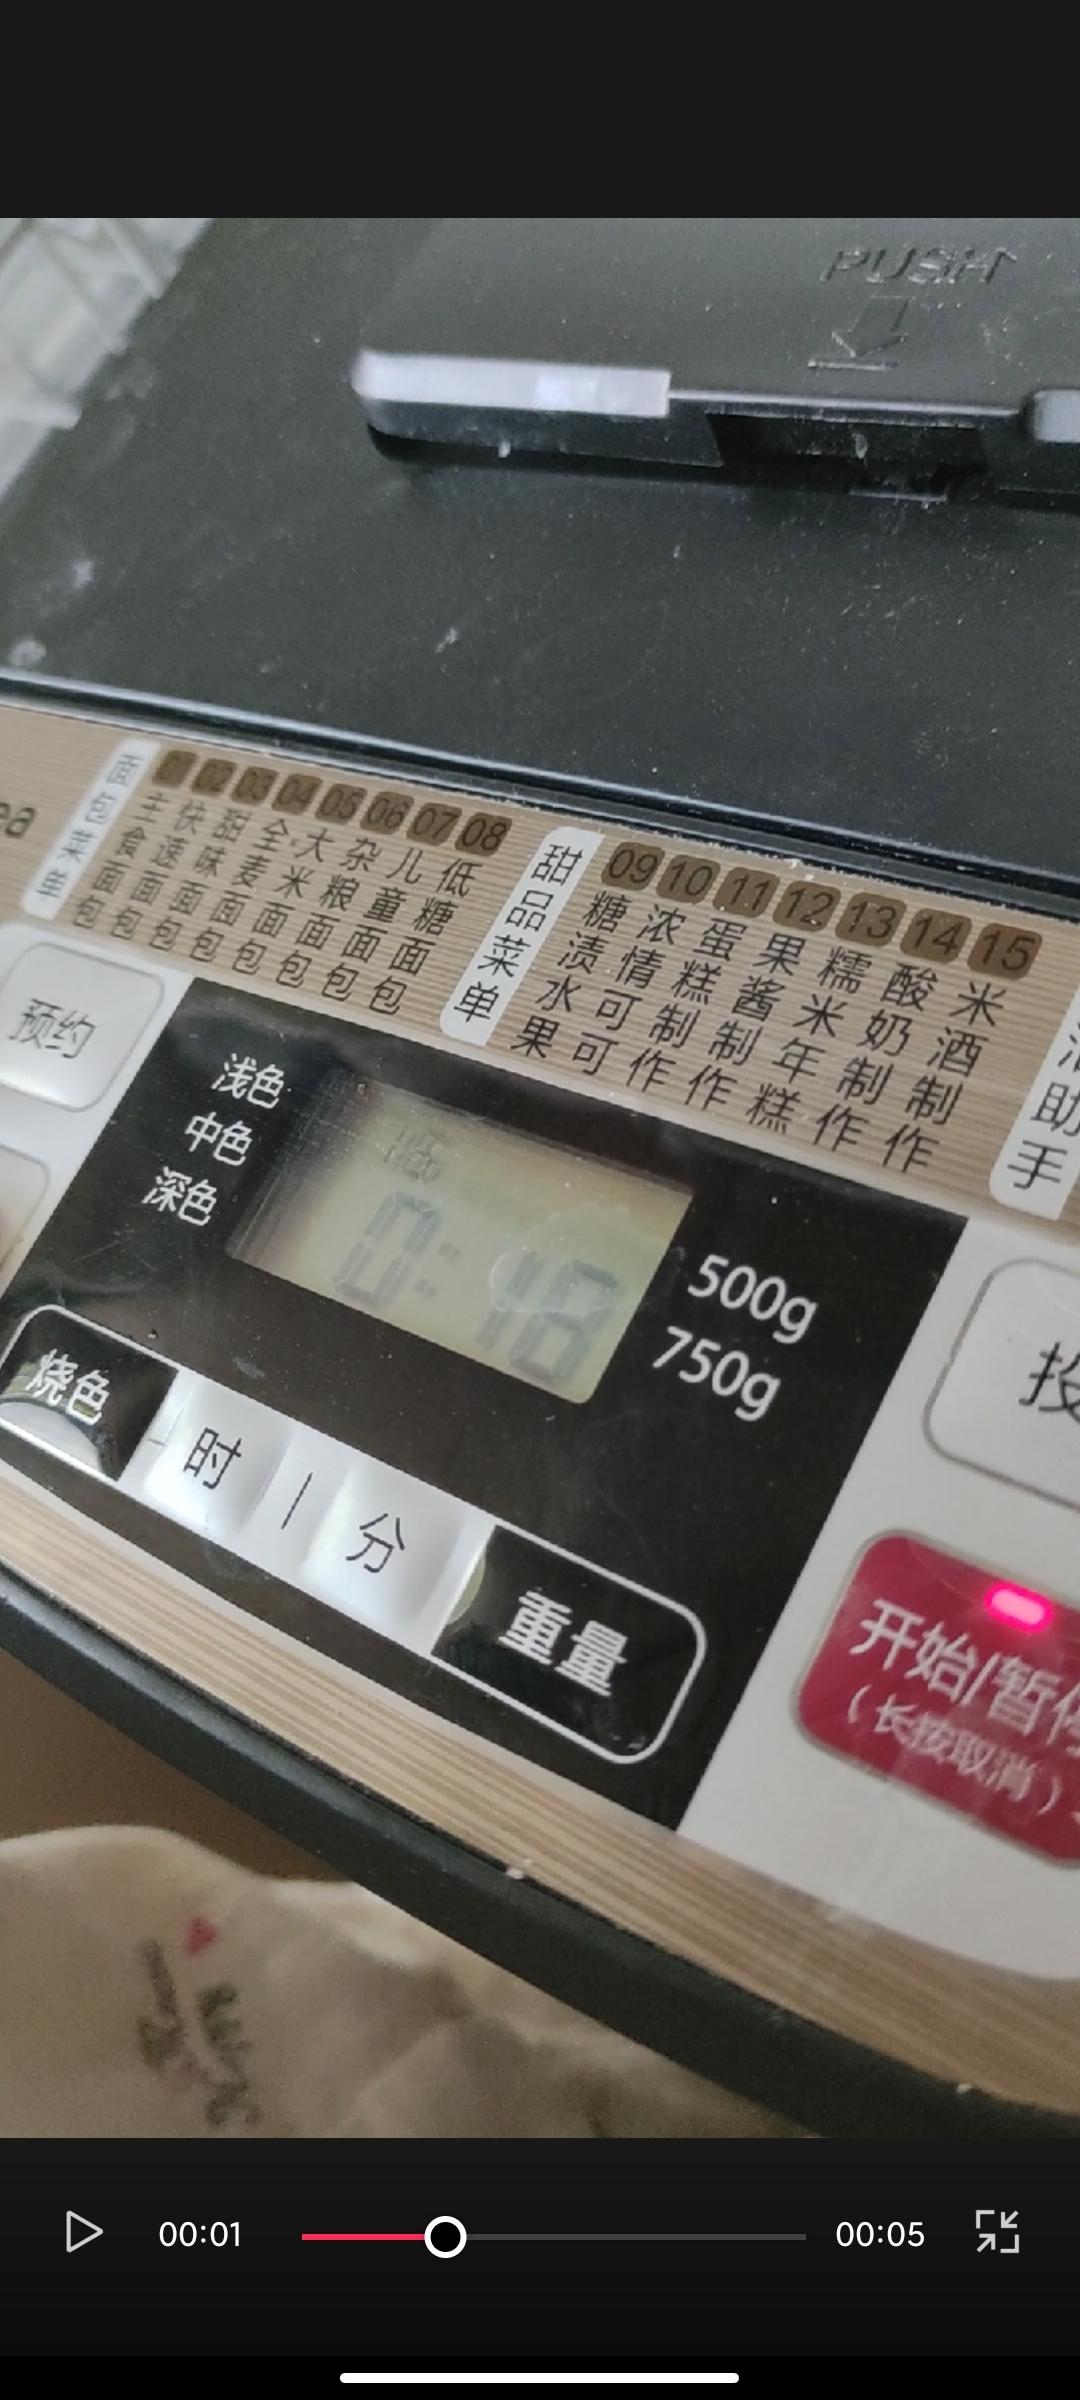 PUSH
ea
面包菜单
01 主食面包
02 快速面包
03 甜味面包
04 全麦面包
05 大米面包
06 杂粮面包
07 儿童面包
08 低糖面包
甜品菜单
09 糖渍水果
10 浓情可可
11 蛋糕制作
12 果酱制作
13 糯米年糕
14 酸奶制作
15 米酒制作
助手
预约
浅色
中色
深色
0:18
500g
750g
烧色
时
分
重量
开始/暂停
(长按取消)
00:01
00:05